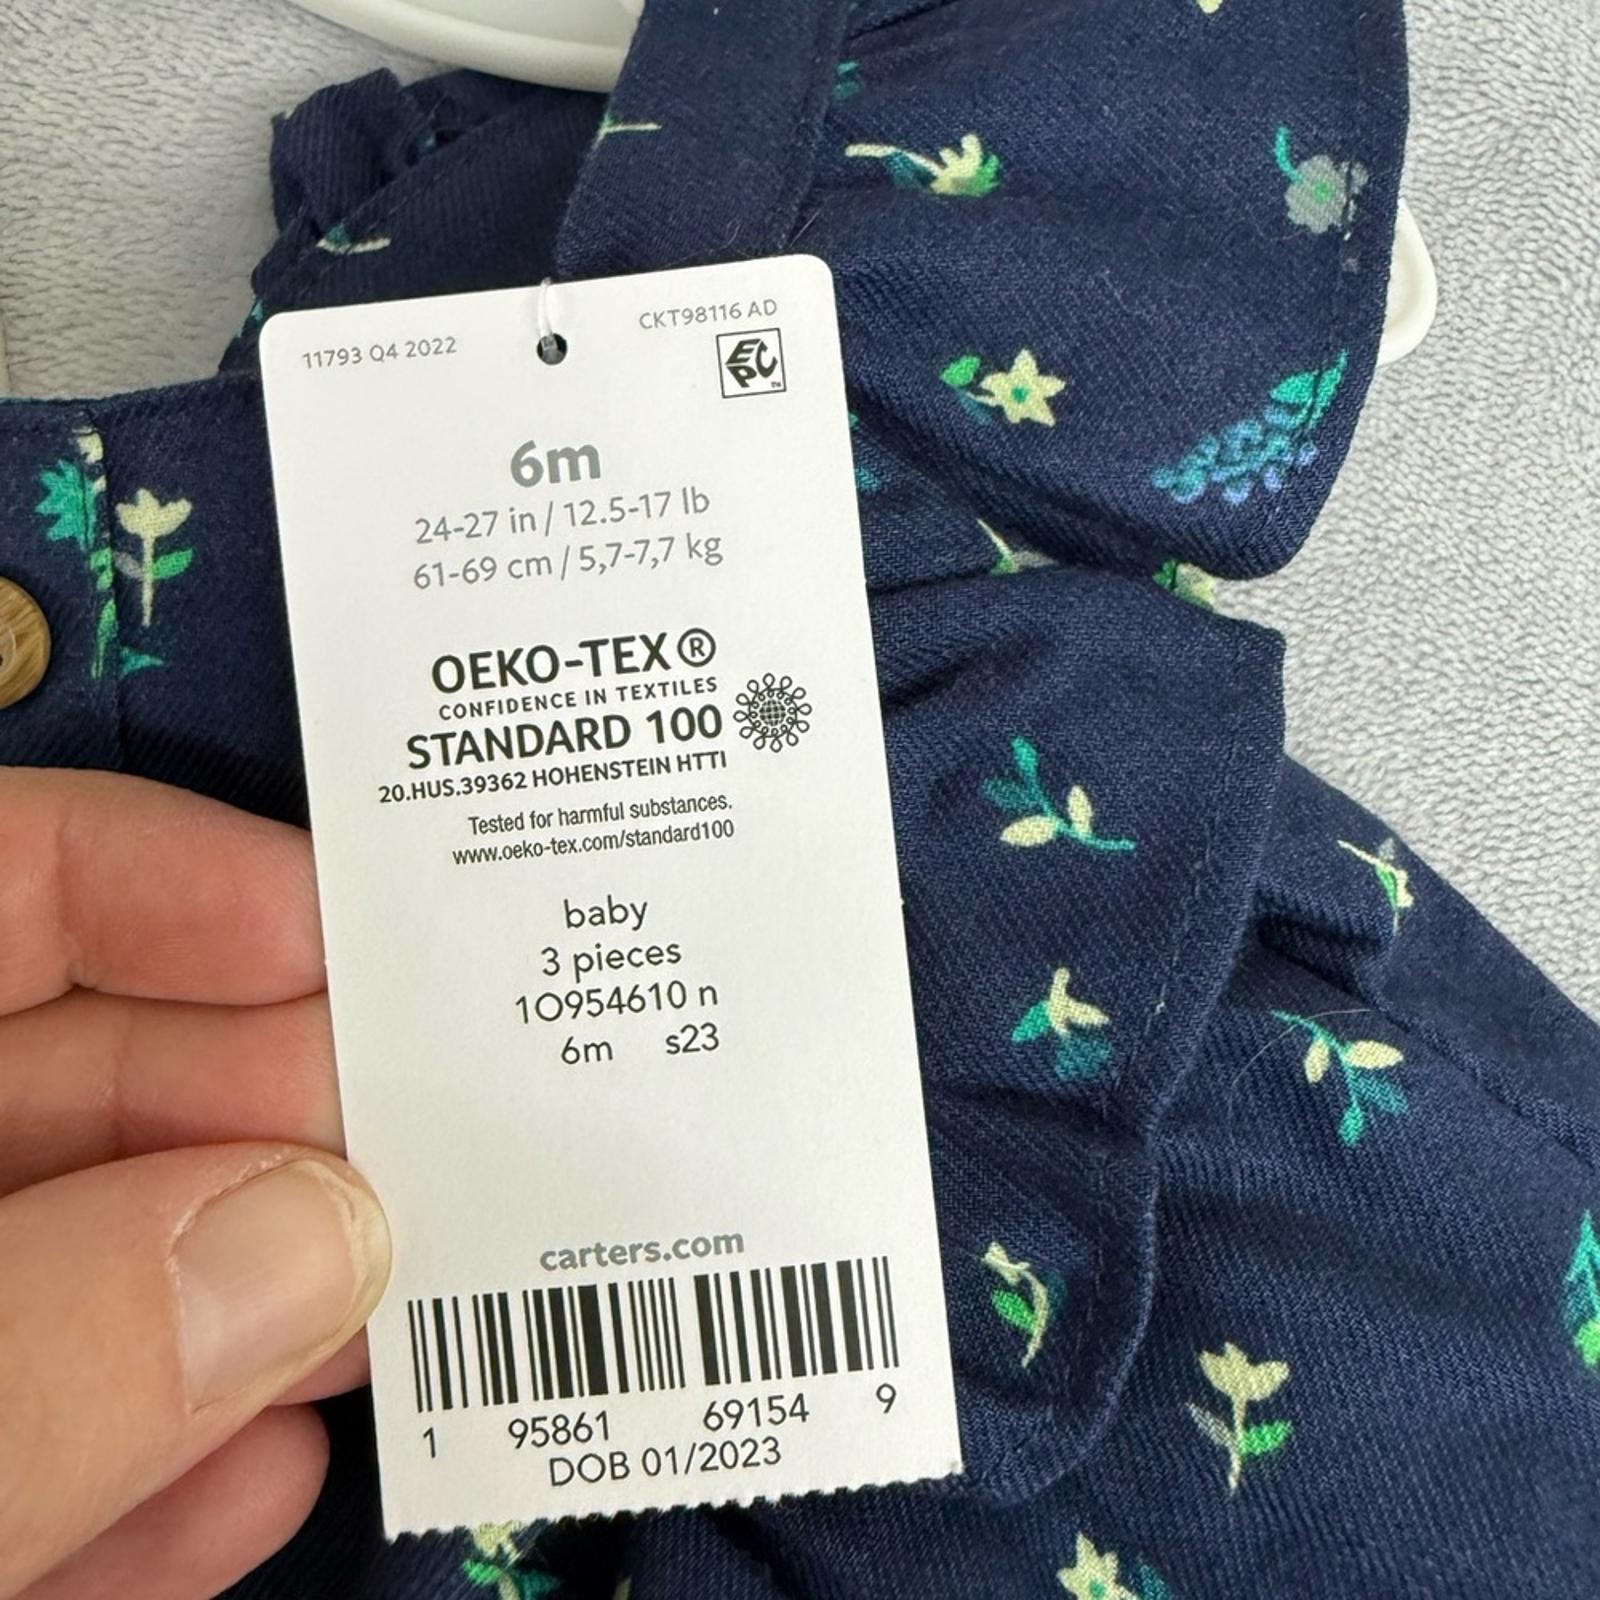 11793 Q4 2022
CKT98116 AD
EPC™
6m
24-27 in / 12.5-17 lb
61-69 cm / 5,7-7,7 kg
OEKO-TEX®
CONFIDENCE IN TEXTILES
STANDARD 100
20.HUS.39362 HOHENSTEIN HTTI
Tested for harmful substances.
www.oeko-tex.com/standard100
baby
3 pieces
1O954610 n
6m s23
carters.com
1 95861 69154 9
DOB 01/2023